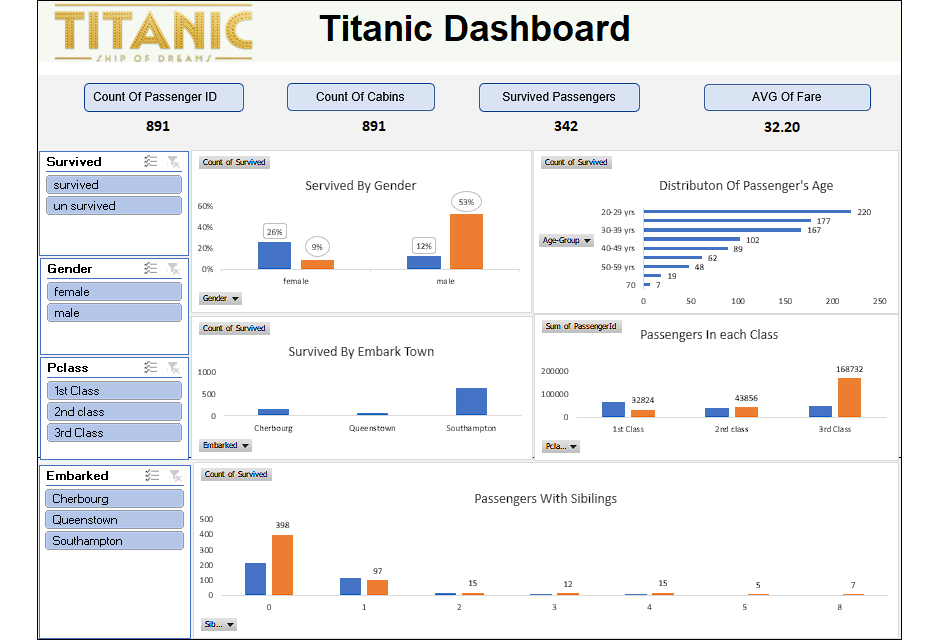 TITANIC
SHIP OF DREAMS
Titanic Dashboard
Count Of Passenger ID
Count Of Cabins
Survived Passengers
AVG Of Fare
891
891
342
32.20
Survived
survived
un survived
Gender
female
male
Pclass
1st Class
2nd class
3rd Class
Embarked
Cherbourg
Queenstown
Southampton
Count of Survived
Servived By Gender
60%
40%
20%
0%
26%
9%
12%
53%
female
male
Gender
Count of Survived
Distributon Of Passenger's Age
Age-Group
20-29 yrs
30-39 yrs
40-49 yrs
50-59 yrs
70
220
177
167
102
89
62
48
19
7
0 50 100 150 200 250
Count of Survived
Survived By Embark Town
1000
500
0
Cherbourg Queenstown Southampton
Embarked
Sum of PassengerId
Passengers In each Class
200000
100000
0
32824
43856
168732
1st Class 2nd class 3rd Class
Pcla...
Count of Survived
Passengers With Sibilings
500
400
300
200
100
0
398
97
15
12
15
5
7
0 1 2 3 4 5 8
Sib...